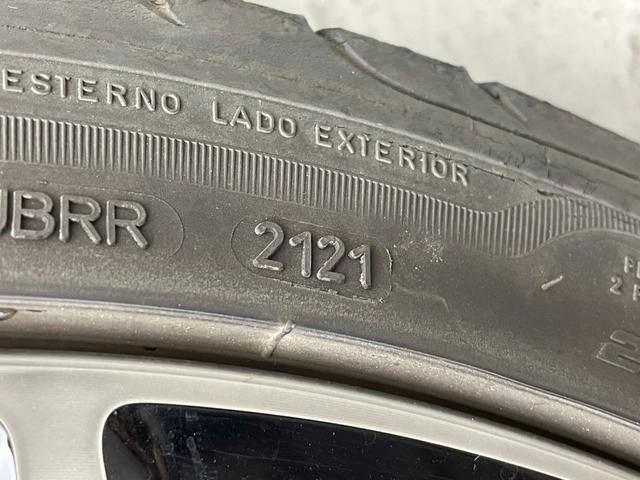 ESTERNO LADO EXTERIOR
UBRR 2121